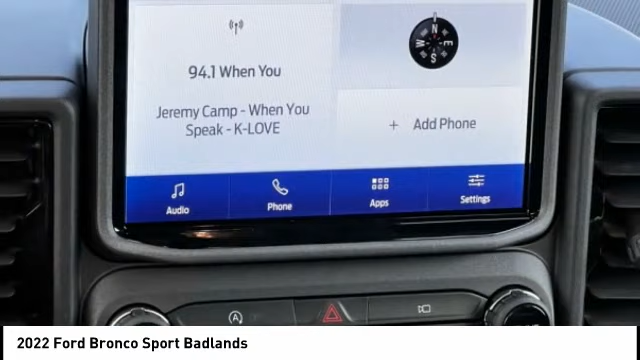 N
W E
S
94.1 When You
Jeremy Camp - When You
Speak - K-LOVE
+ Add Phone
Audio
Phone
Apps
Settings
A
2022 Ford Bronco Sport Badlands